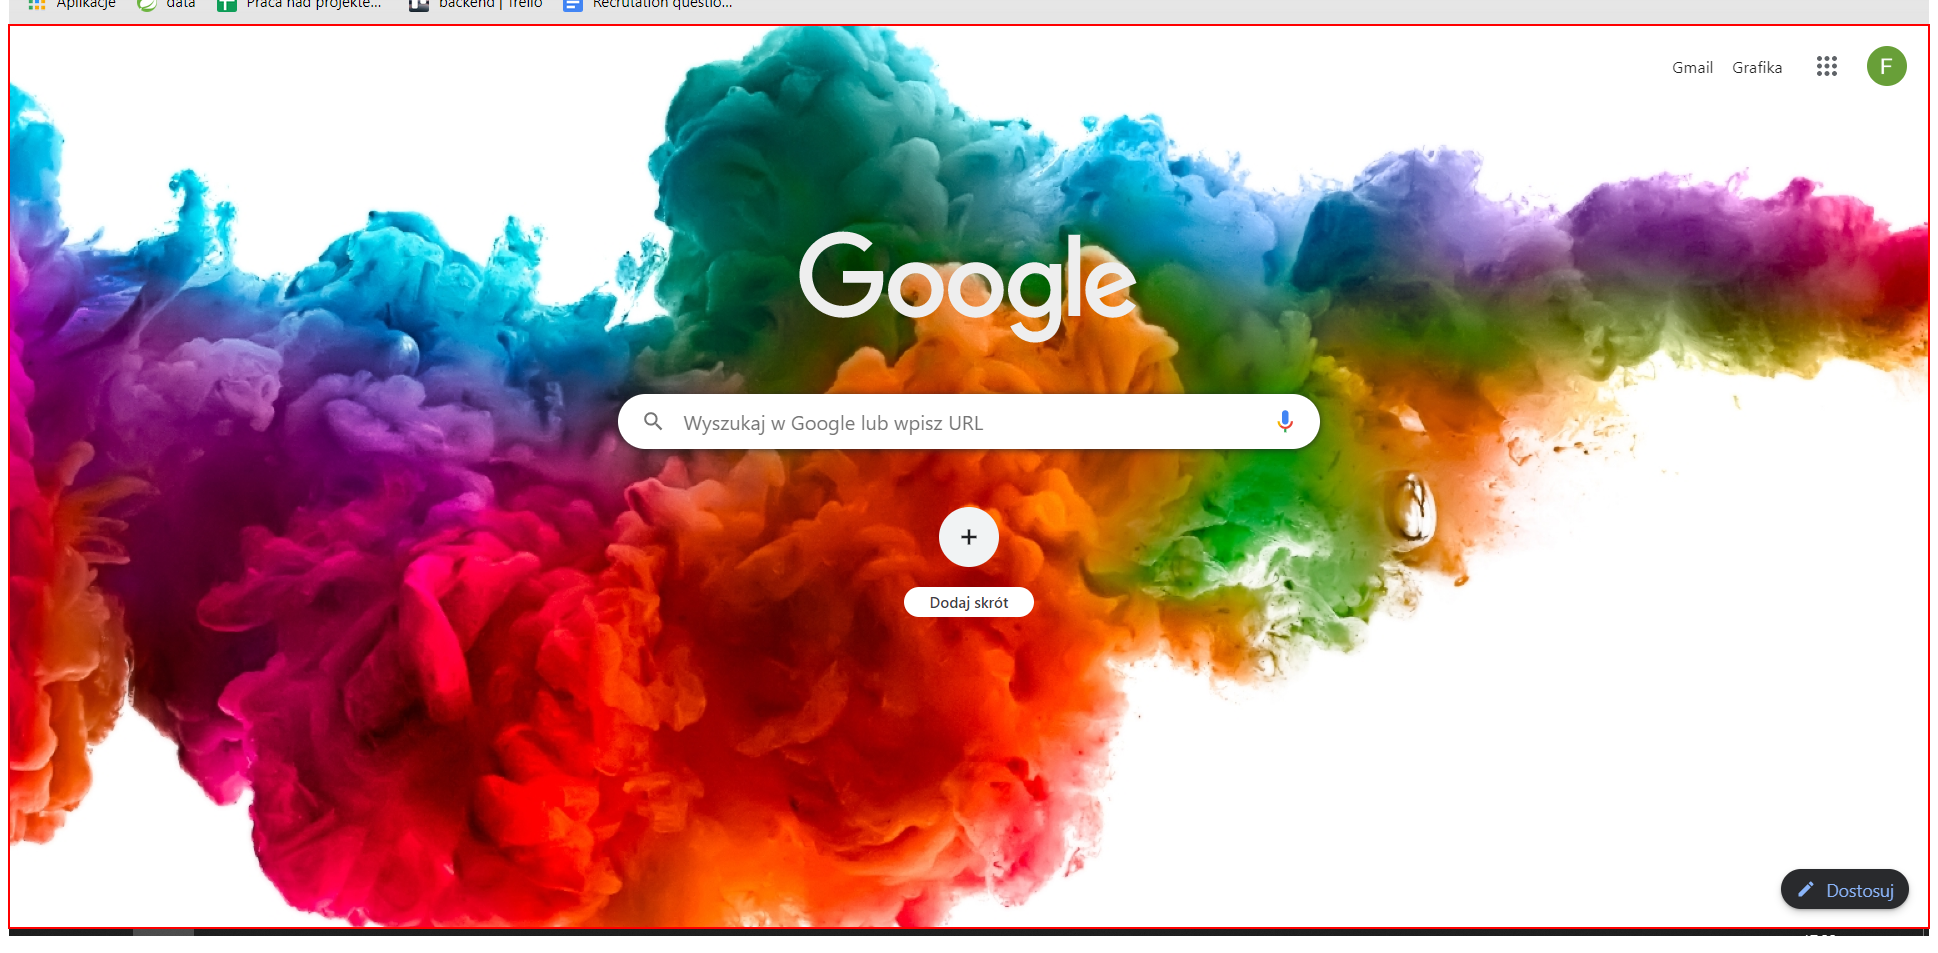 Aplikacje data Praca nad projekte... backend | Trello Recrutation questio...
Gmail Grafika F
Google
Wyszukaj w Google lub wpisz URL
Dodaj skrót
Dostosuj